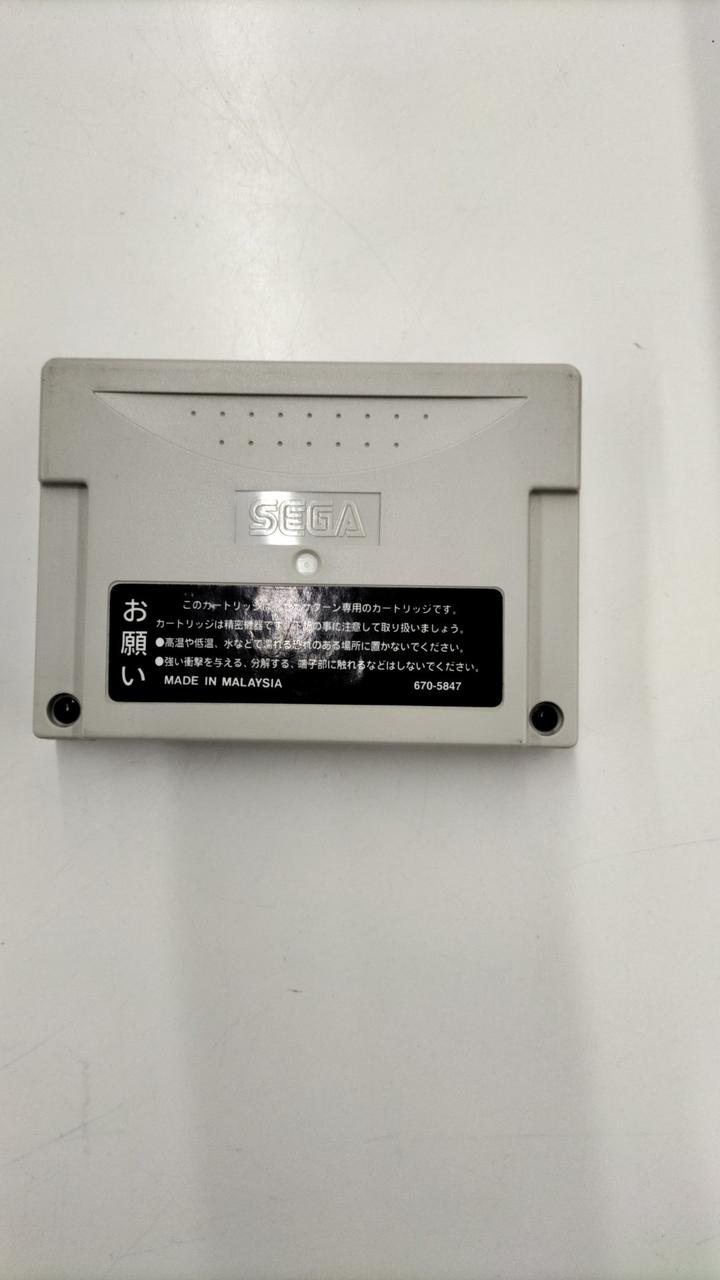 SEGA
お願い
このカートリッジは、セガサターン専用のカートリッジです。
カートリッジは精密機器です。下記の事に注意して取り扱いましょう。
●高温や低温、水などで濡れる恐れのある場所に置かないでください。
●強い衝撃を与える、分解する、端子部に触れるなどはしないでください。
MADE IN MALAYSIA 670-5847